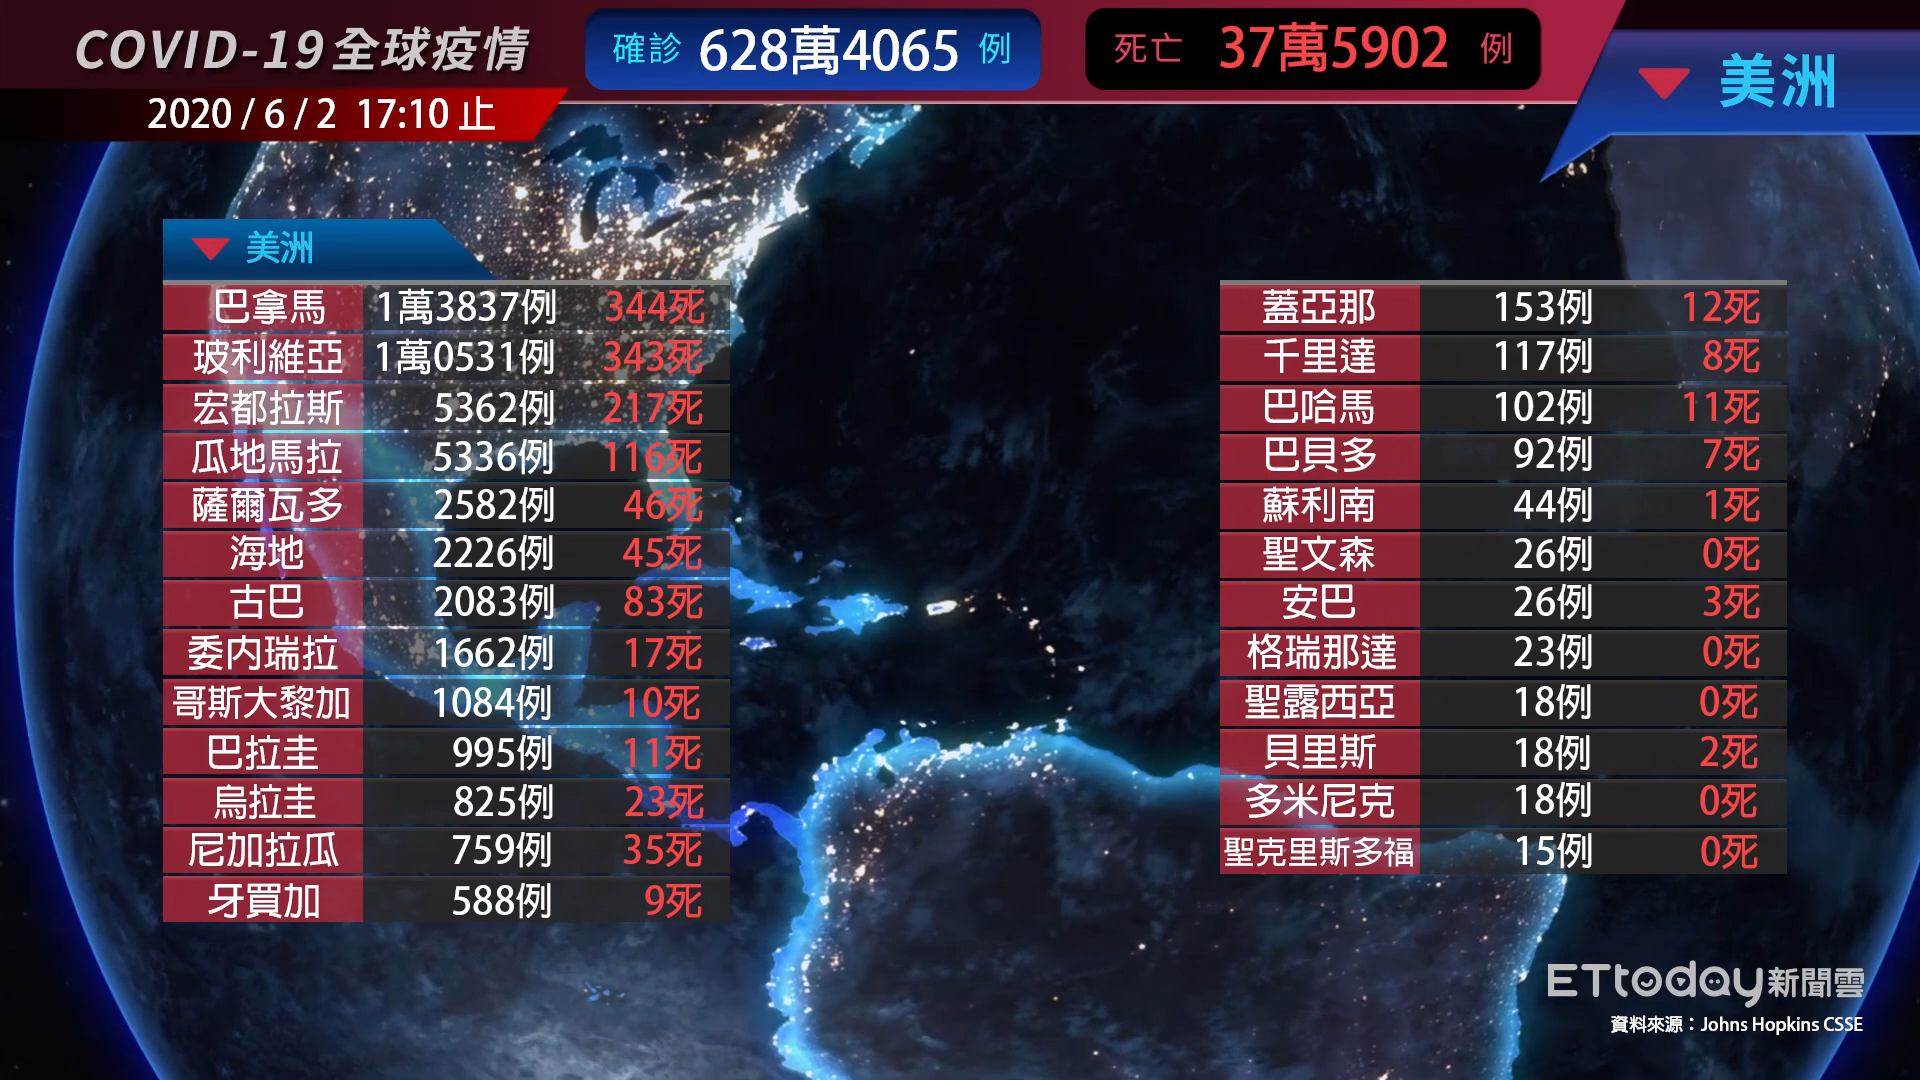 COVID-19全球疫情
確診 628萬4065 例
死亡 37萬5902 例
美洲
2020 / 6 / 2 17:10 止
美洲
巴拿馬 1萬3837例 344死
玻利維亞 1萬0531例 343死
宏都拉斯 5362例 217死
瓜地馬拉 5336例 116死
薩爾瓦多 2582例 46死
海地 2226例 45死
古巴 2083例 83死
委內瑞拉 1662例 17死
哥斯大黎加 1084例 10死
巴拉圭 995例 11死
烏拉圭 825例 23死
尼加拉瓜 759例 35死
牙買加 588例 9死
蓋亞那 153例 12死
千里達 117例 8死
巴哈馬 102例 11死
巴貝多 92例 7死
蘇利南 44例 1死
聖文森 26例 0死
安巴 26例 3死
格瑞那達 23例 0死
聖露西亞 18例 0死
貝里斯 18例 2死
多米尼克 18例 0死
聖克里斯多福 15例 0死
ETtoday新聞雲
資料來源：Johns Hopkins CSSE